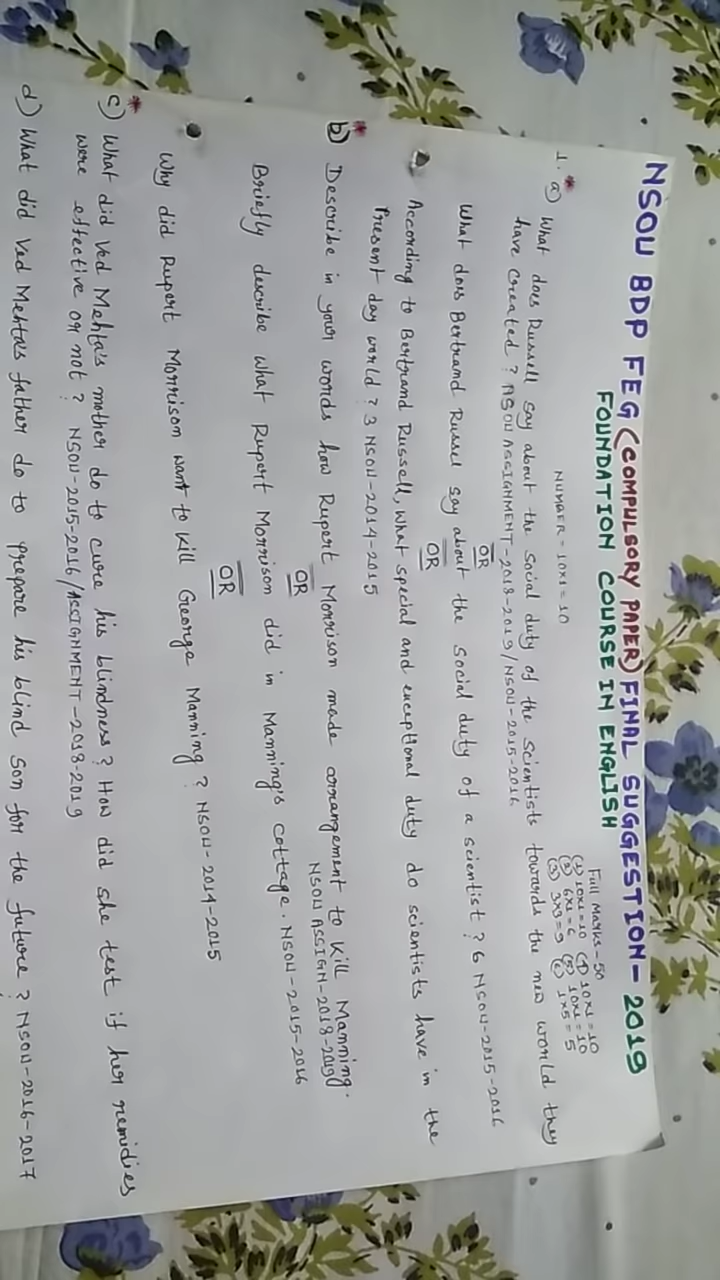 NSOU BDP FEG (COMPULSORY PAPER) FINAL SUGGESTION - 2019
FOUNDATION COURSE IN ENGLISH
Full Marks - 50
(1) 10x1 = 10 (4) 10x1 = 10
(2) 6x1 = 6 (5) 10x1 = 10
(3) 3x3 = 9 (6) 1x5 = 5
NUMBER = 10x1 = 10
1. * a) What does Russell say about the social duty of the scientists towards the new world they
have created? NSOU ASSIGNMENT-2018-2019/NSOU-2015-2016
OR
What does Bertrand Russel say about the social duty of a scientist? 6 NSOU-2015-2016
OR
According to Bertrand Russell, what special and exceptional duty do scientists have in the
Present day world? 3 NSOU-2014-2015
* b) Describe in your words how Rupert Morrison made arrangement to kill Manning.
NSOU ASSIGN-2018-2019
OR
Briefly describe what Rupert Morrison did in Manning's cottage. NSOU-2015-2016
OR
Why did Rupert Morrison want to kill George Manning? NSOU-2014-2015
* c) What did Ved Mehta's mother do to cure his blindness? How did she test if her remidies
were effective or not? NSOU-2015-2016/ASSIGNMENT-2018-2019
d) What did Ved Mehta's father do to prepare his blind son for the future? NSOU-2016-2017